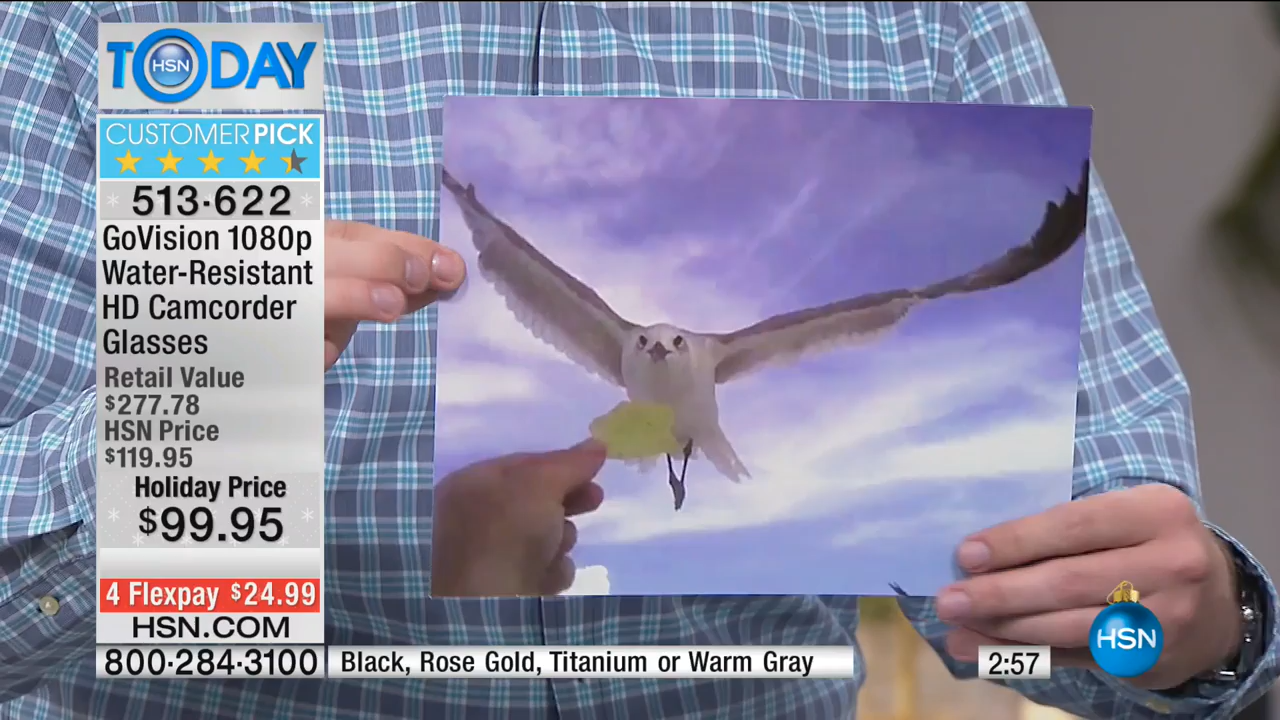 TODAY
HSN
CUSTOMER PICK
513-622
GoVision 1080p
Water-Resistant
HD Camcorder
Glasses
Retail Value
$277.78
HSN Price
$119.95
Holiday Price
$99.95
4 Flexpay $24.99
HSN.COM
800-284-3100
Black, Rose Gold, Titanium or Warm Gray
2:57
HSN